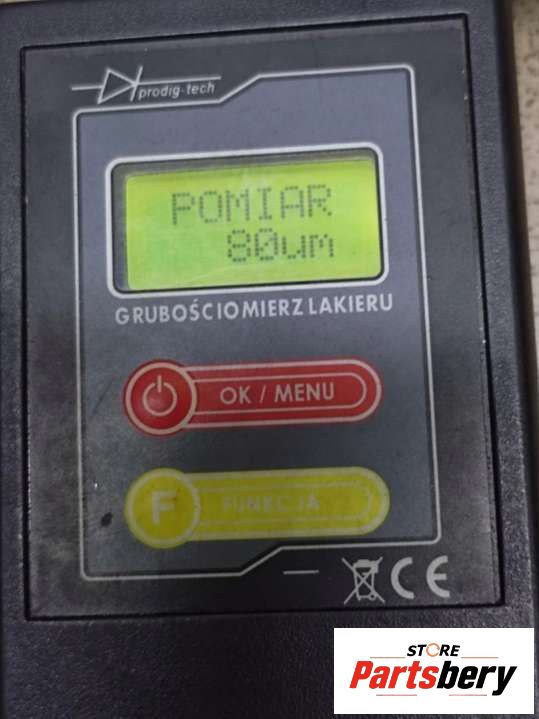 prodig-tech
POMIAR
80um
GRUBOŚCIOMIERZ LAKIERU
OK / MENU
F FUNKCJA
CE
STORE
Partsbery